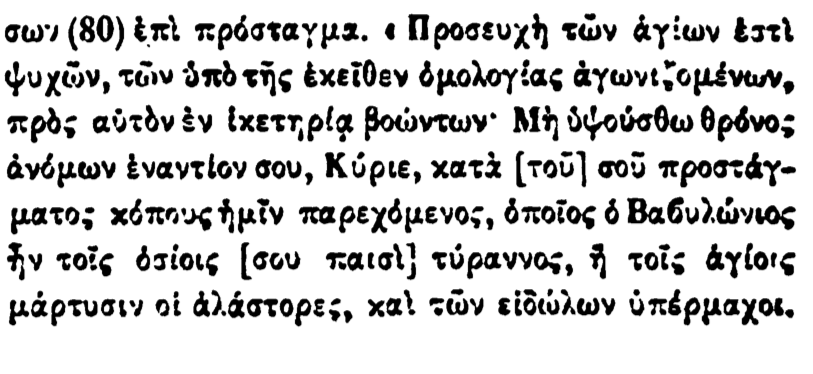 σων (80) ἐπὶ πρόσταγμα. « Προσευχὴ τῶν ἁγίων ἐστὶ
ψυχῶν, τῶν ὑπὸ τῆς ἐκεῖθεν ὁμολογίας ἀγωνιζομένων,
πρὸς αὐτὸν ἐν ἱκετηρίᾳ βοώντων· Μὴ ὑψούσθω θρόνος
ἀνόμων ἐναντίον σου, Κύριε, κατὰ [τοῦ] σοῦ προστάγ-
ματος κόπους ἡμῖν παρεχόμενος, ὁποῖος ὁ Βαβυλώνιος
ἦν τοῖς ὁσίοις [σου παισὶ] τύραννος, ἢ τοῖς ἁγίοις
μάρτυσιν οἱ ἀλάστορες, καὶ τῶν εἰδώλων ὑπέρμαχοι.